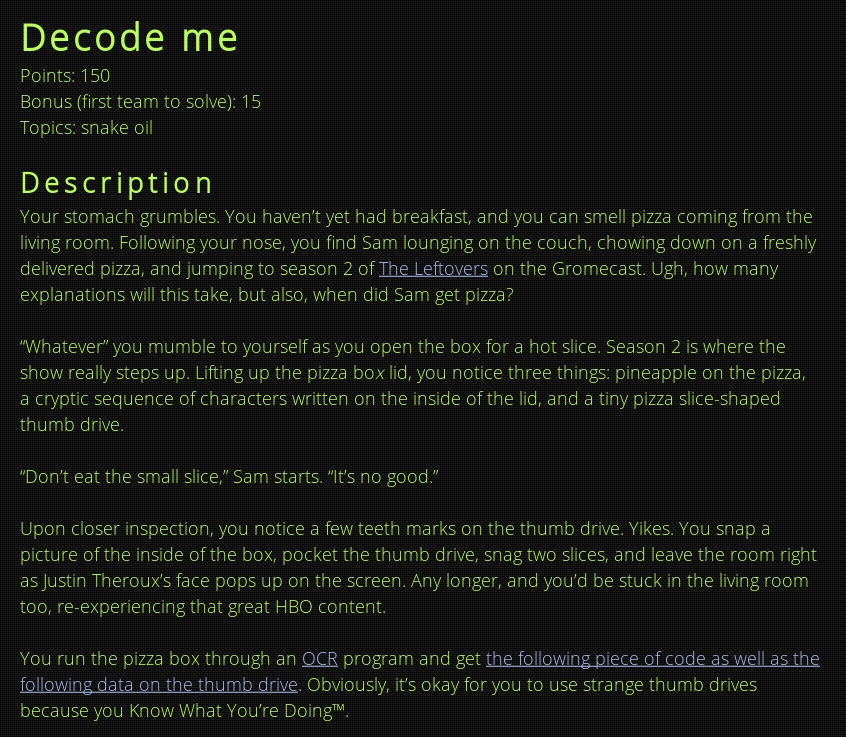 Decode me
Points: 150
Bonus (first team to solve): 15
Topics: snake oil
Description
Your stomach grumbles. You haven’t yet had breakfast, and you can smell pizza coming from the
living room. Following your nose, you find Sam lounging on the couch, chowing down on a freshly
delivered pizza, and jumping to season 2 of The Leftovers on the Gromecast. Ugh, how many
explanations will this take, but also, when did Sam get pizza?
“Whatever” you mumble to yourself as you open the box for a hot slice. Season 2 is where the
show really steps up. Lifting up the pizza box lid, you notice three things: pineapple on the pizza,
a cryptic sequence of characters written on the inside of the lid, and a tiny pizza slice-shaped
thumb drive.
“Don’t eat the small slice,” Sam starts. “It’s no good.”
Upon closer inspection, you notice a few teeth marks on the thumb drive. Yikes. You snap a
picture of the inside of the box, pocket the thumb drive, snag two slices, and leave the room right
as Justin Theroux’s face pops up on the screen. Any longer, and you’d be stuck in the living room
too, re-experiencing that great HBO content.
You run the pizza box through an OCR program and get the following piece of code as well as the
following data on the thumb drive. Obviously, it’s okay for you to use strange thumb drives
because you Know What You’re Doing™.